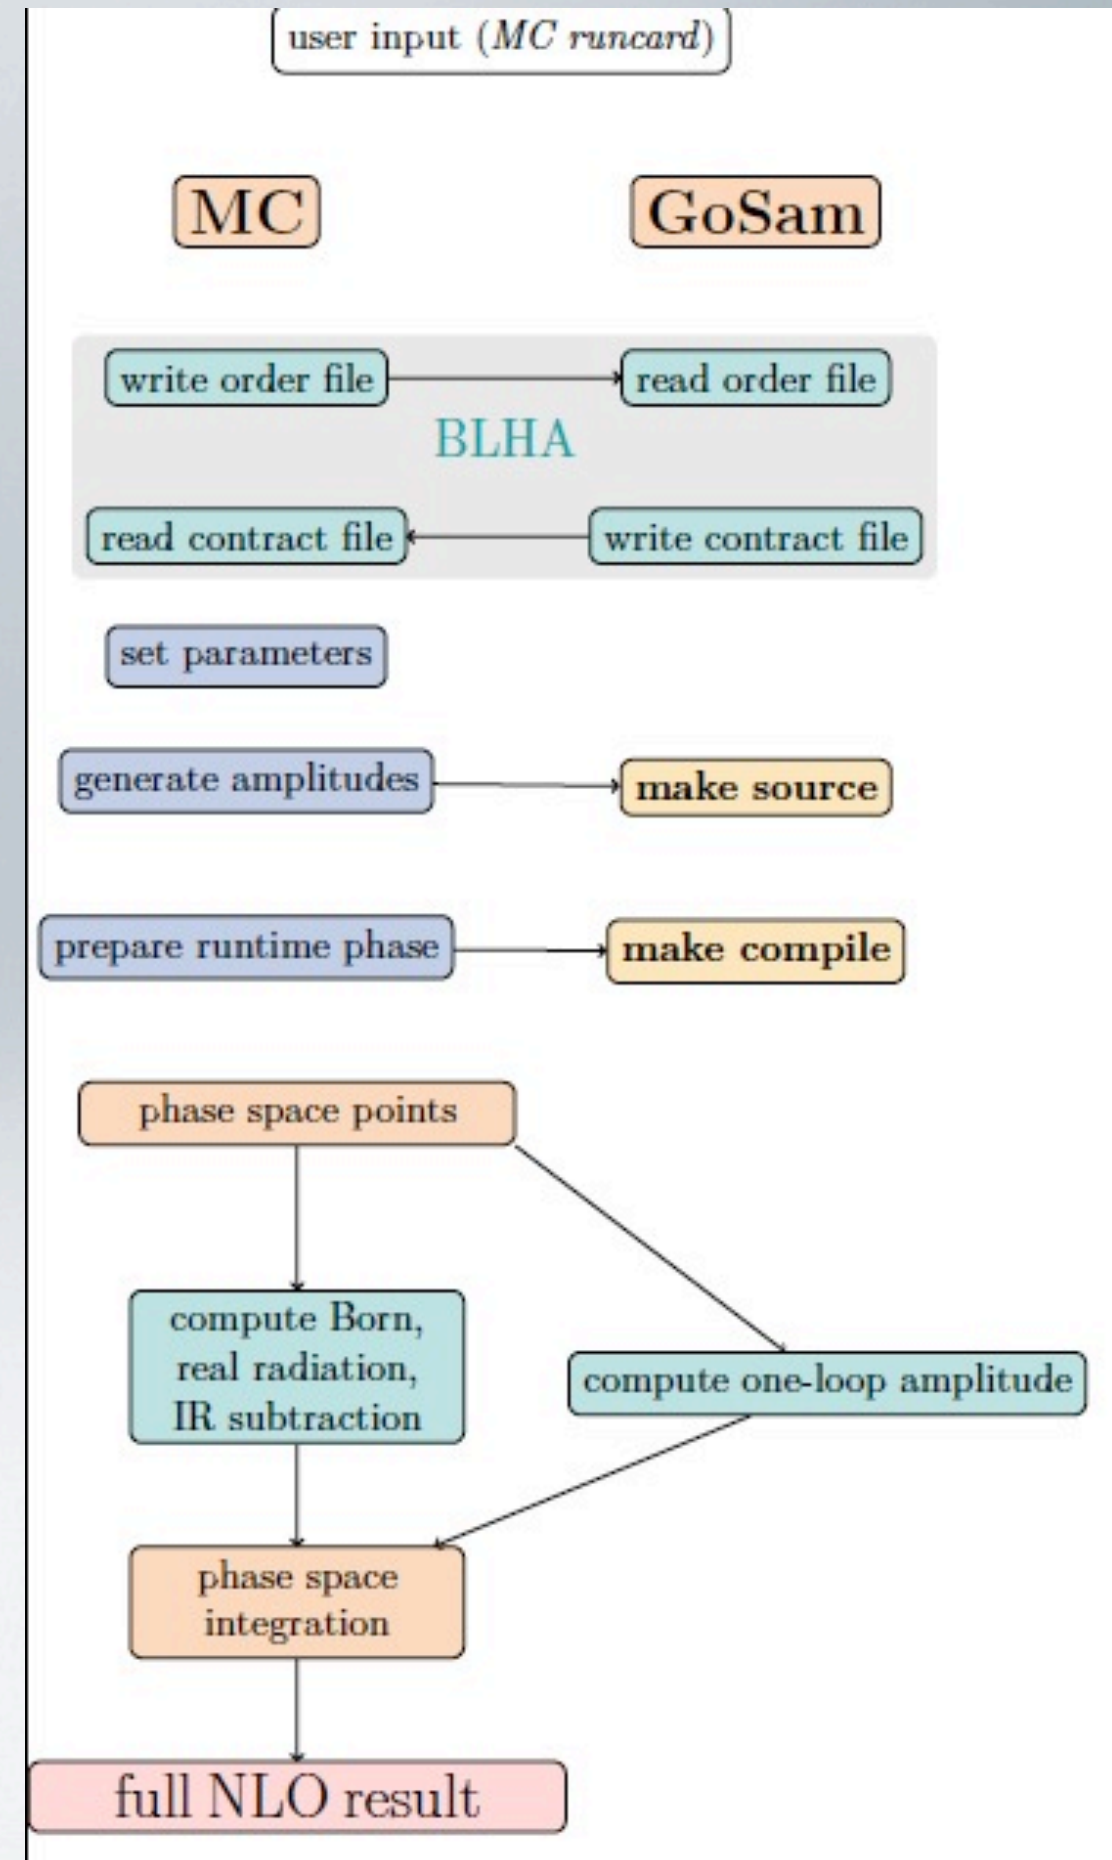 user input (MC runcard)
MC
GoSam
write order file
read order file
BLHA
read contract file
write contract file
set parameters
generate amplitudes
make source
prepare runtime phase
make compile
phase space points
compute Born,
real radiation,
IR subtraction
compute one-loop amplitude
phase space
integration
full NLO result